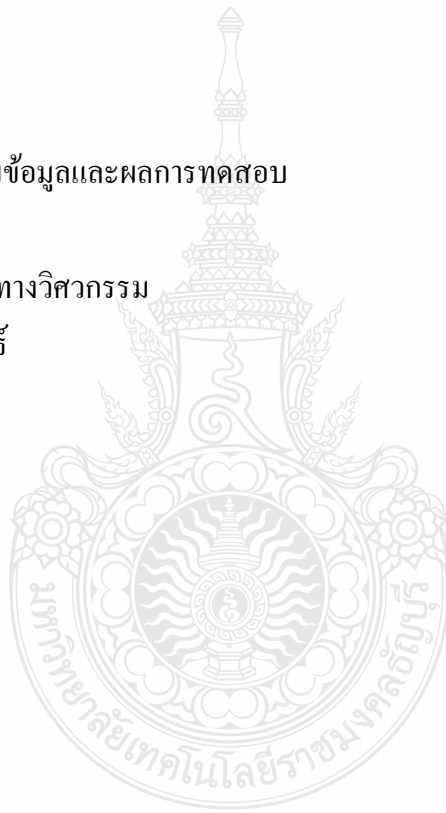 ข้อมูลและผลการทดสอบ
ทางวิศวกรรม
มหาวิทยาลัยเทคโนโลยีราชมงคลธัญบุรี